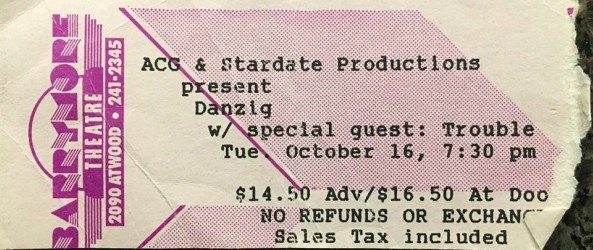 BARRYMORE
THEATRE
2090 ATWOOD • 241-2345
ACG & Stardate Productions
present
Danzig
w/ special guest: Trouble
Tue. October 16, 7:30 pm
$14.50 Adv/$16.50 At Doo
NO REFUNDS OR EXCHANG
Sales Tax included